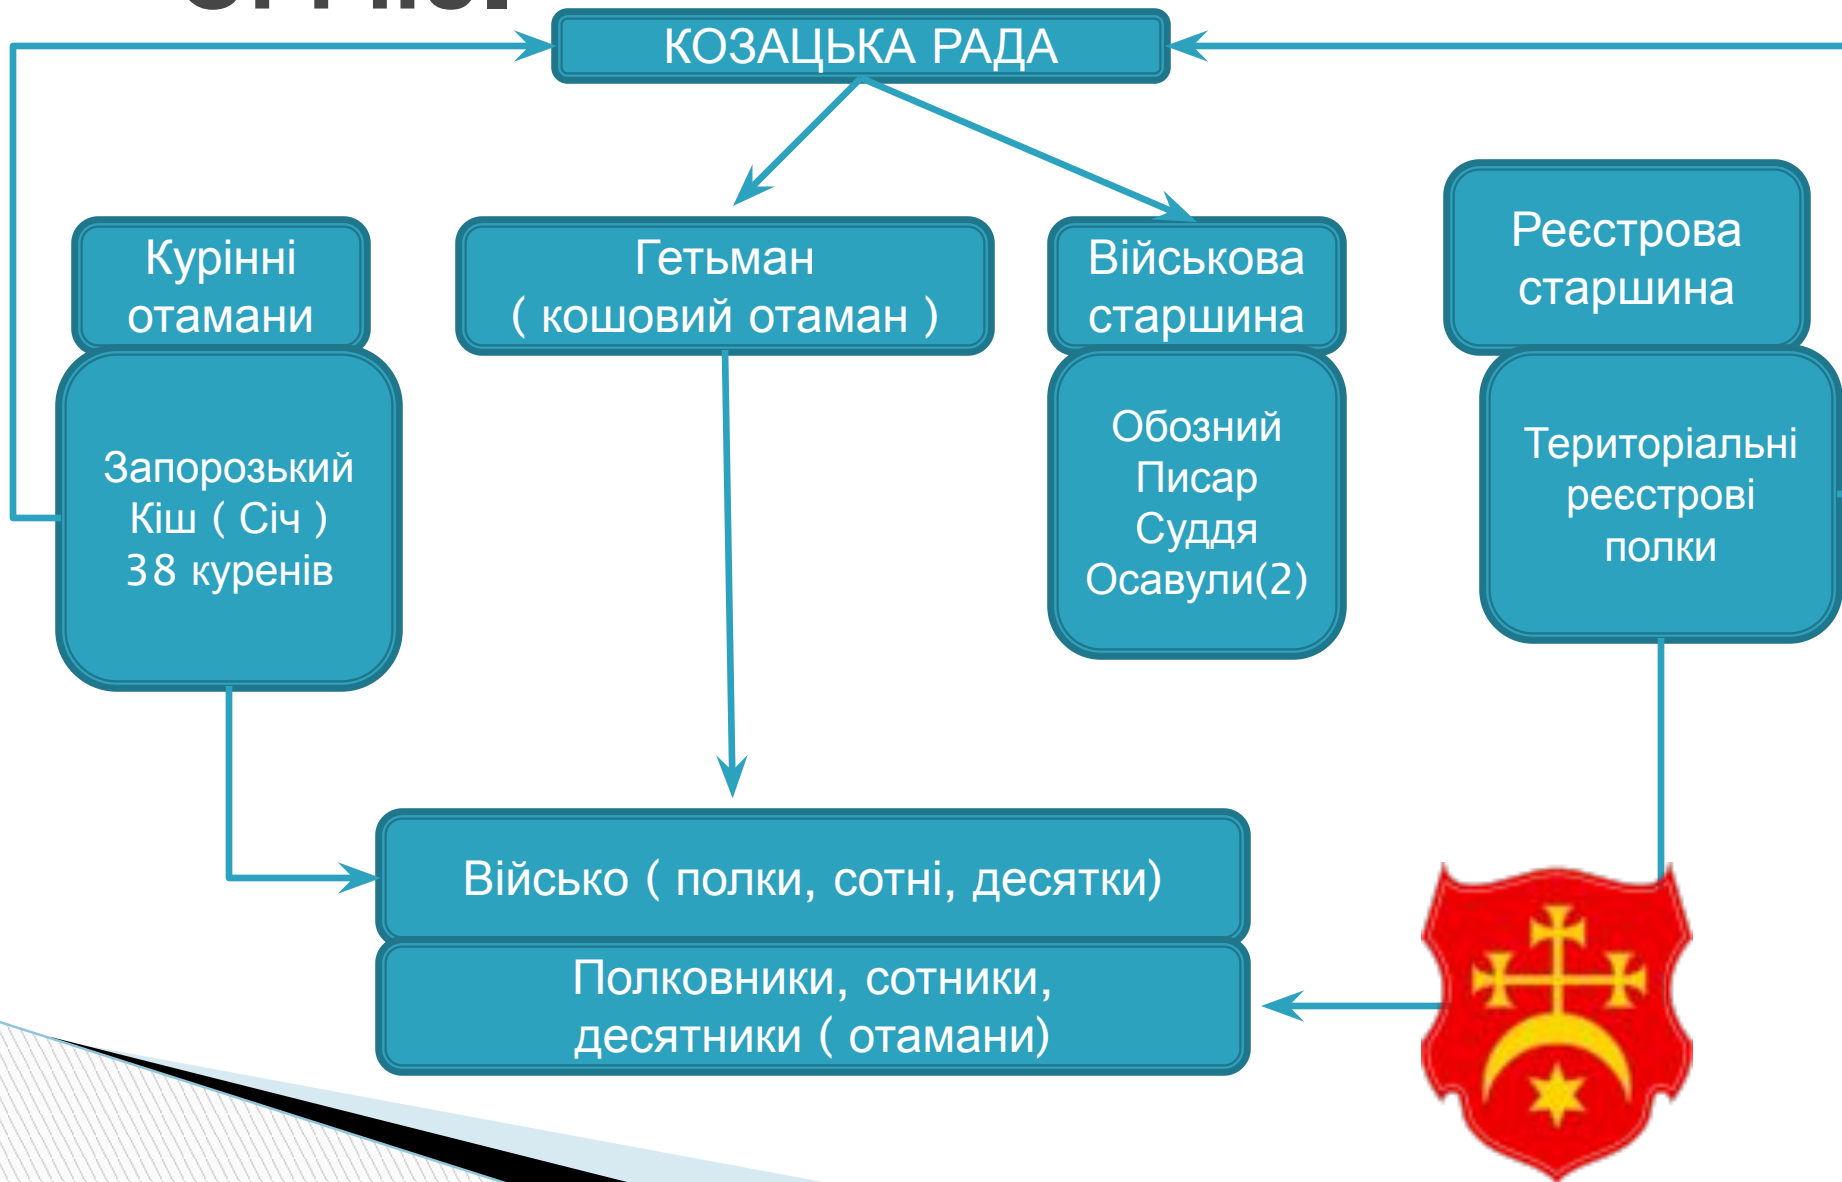 КОЗАЦЬКА РАДА
Курінні
отамани
Гетьман
( кошовий отаман )
Військова
старшина
Реєстрова
старшина
Запорозький
Кіш ( Січ )
38 куренів
Обозний
Писар
Суддя
Осавули(2)
Територіальні
реєстрові
полки
Військо ( полки, сотні, десятки)
Полковники, сотники,
десятники ( отамани)